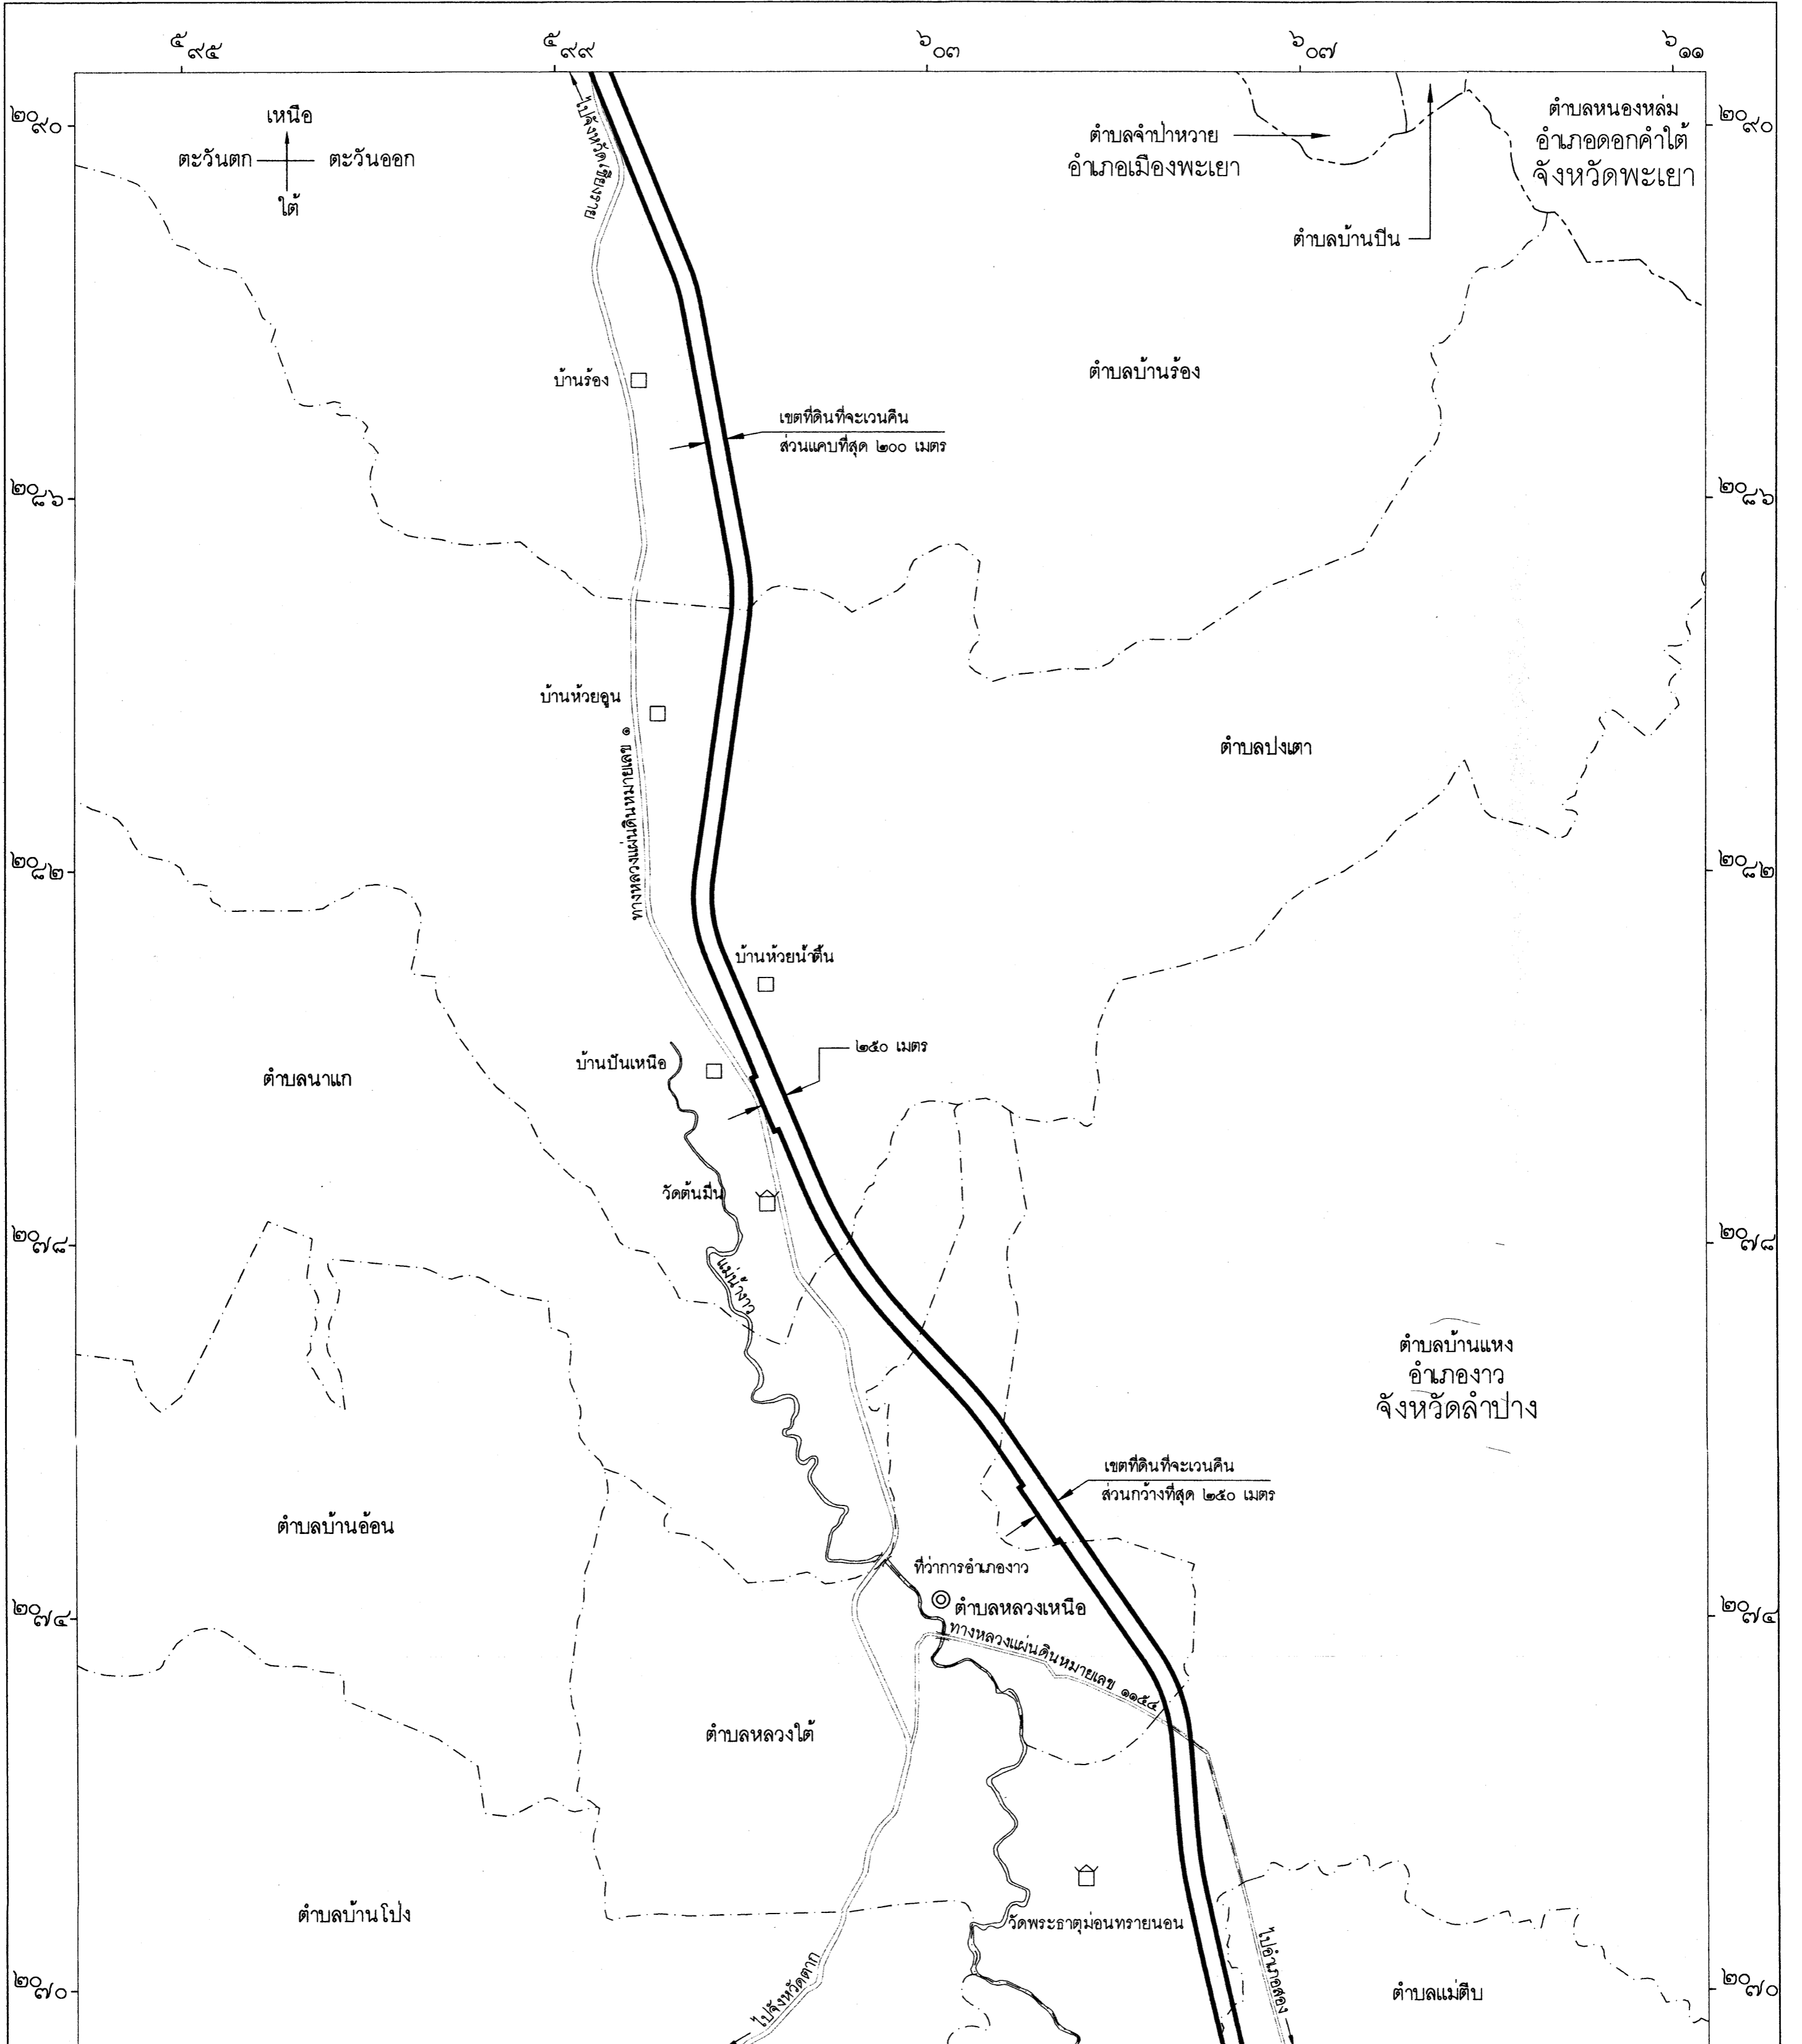 ๕๙๕
๕๙๙
๖๐๓
๖๐๗
๖๑๑
๒๐๙๐
๒๐๙๐
เหนือ
ตะวันตก
ตะวันออก
ใต้
ไปจังหวัดเชียงราย
ตำบลจำป่าหวาย
อำเภอเมืองพะเยา
ตำบลหนองหล่ม
อำเภอดอกคำใต้
จังหวัดพะเยา
ตำบลบ้านปิน
บ้านร้อง
ตำบลบ้านร้อง
เขตที่ดินที่จะเวนคืน
ส่วนแคบที่สุด ๒๐๐ เมตร
๒๐๘๖
๒๐๘๖
บ้านห้วยอูน
ทางหลวงแผ่นดินหมายเลข ๑
ตำบลปงเตา
๒๐๘๒
๒๐๘๒
บ้านห้วยน้ำตื้น
๒๕๐ เมตร
บ้านปันเหนือ
ตำบลนาแก
วัดต้นมื่น
แม่น้ำงาว
๒๐๗๘
๒๐๗๘
ตำบลบ้านแหง
อำเภองาว
จังหวัดลำปาง
เขตที่ดินที่จะเวนคืน
ส่วนกว้างที่สุด ๒๕๐ เมตร
ตำบลบ้านอ้อน
ที่ว่าการอำเภองาว
ตำบลหลวงเหนือ
๒๐๗๔
๒๐๗๔
ทางหลวงแผ่นดินหมายเลข ๑๑๕๔
ตำบลหลวงใต้
ตำบลบ้านโป่ง
วัดพระธาตุม่อนทรายนอน
ไปจังหวัดตาก
ไปอำเภอสอง
ตำบลแม่ตีบ
๒๐๗๐
๒๐๗๐